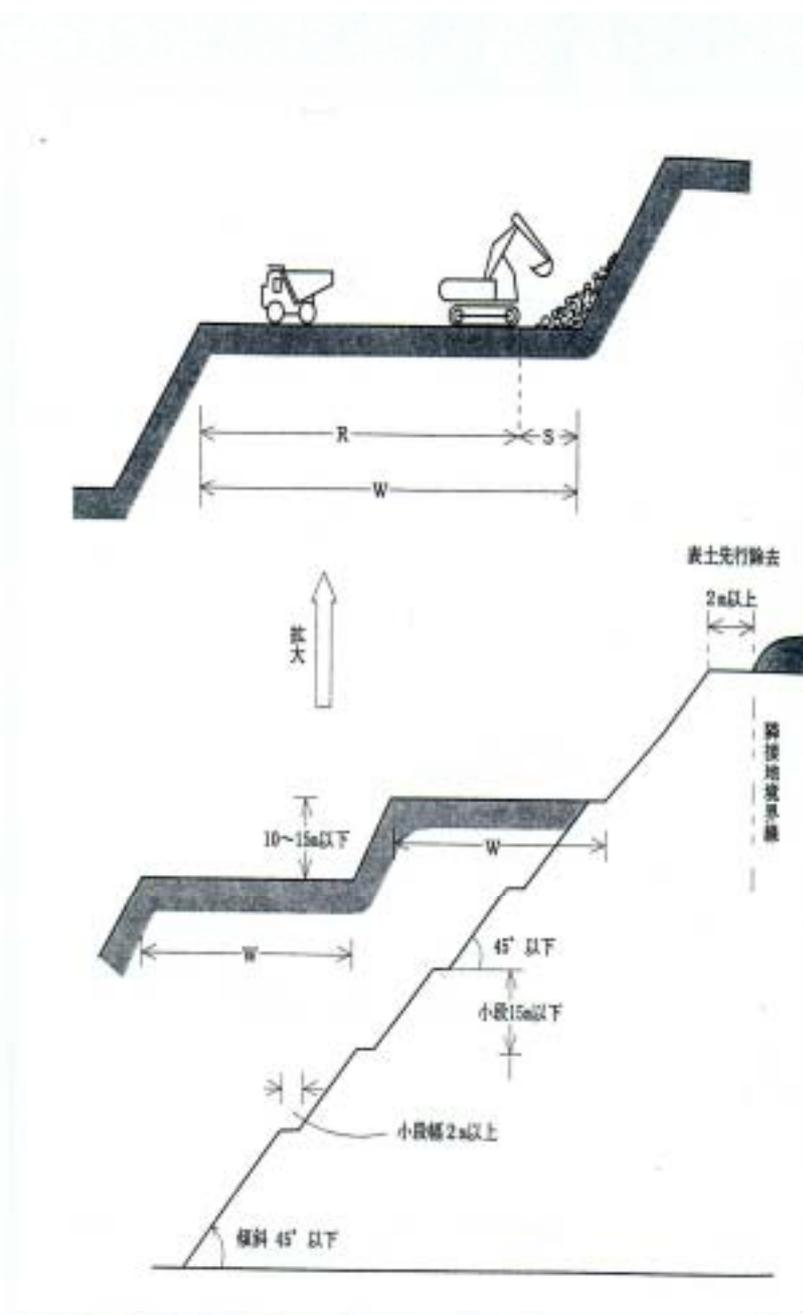 R
S
W
表土先行除去
2m以上
拡大
隣接地境界線
10～15m以下
W
W
45°以下
小段15m以下
小段幅2m以上
傾斜 45°以下